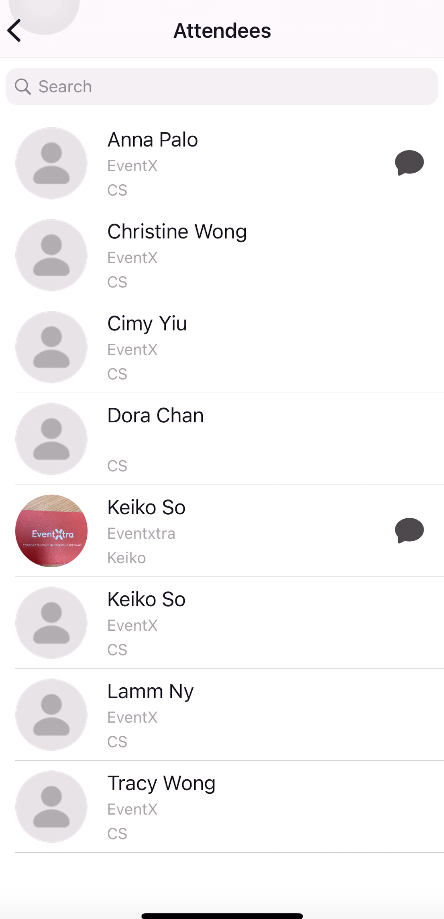 Attendees
Search
Anna Palo
EventX
CS
Christine Wong
EventX
CS
Cimy Yiu
EventX
CS
Dora Chan
CS
Keiko So
Eventxtra
Keiko
EventXtra
Keiko So
EventX
CS
Lamm Ny
EventX
CS
Tracy Wong
EventX
CS